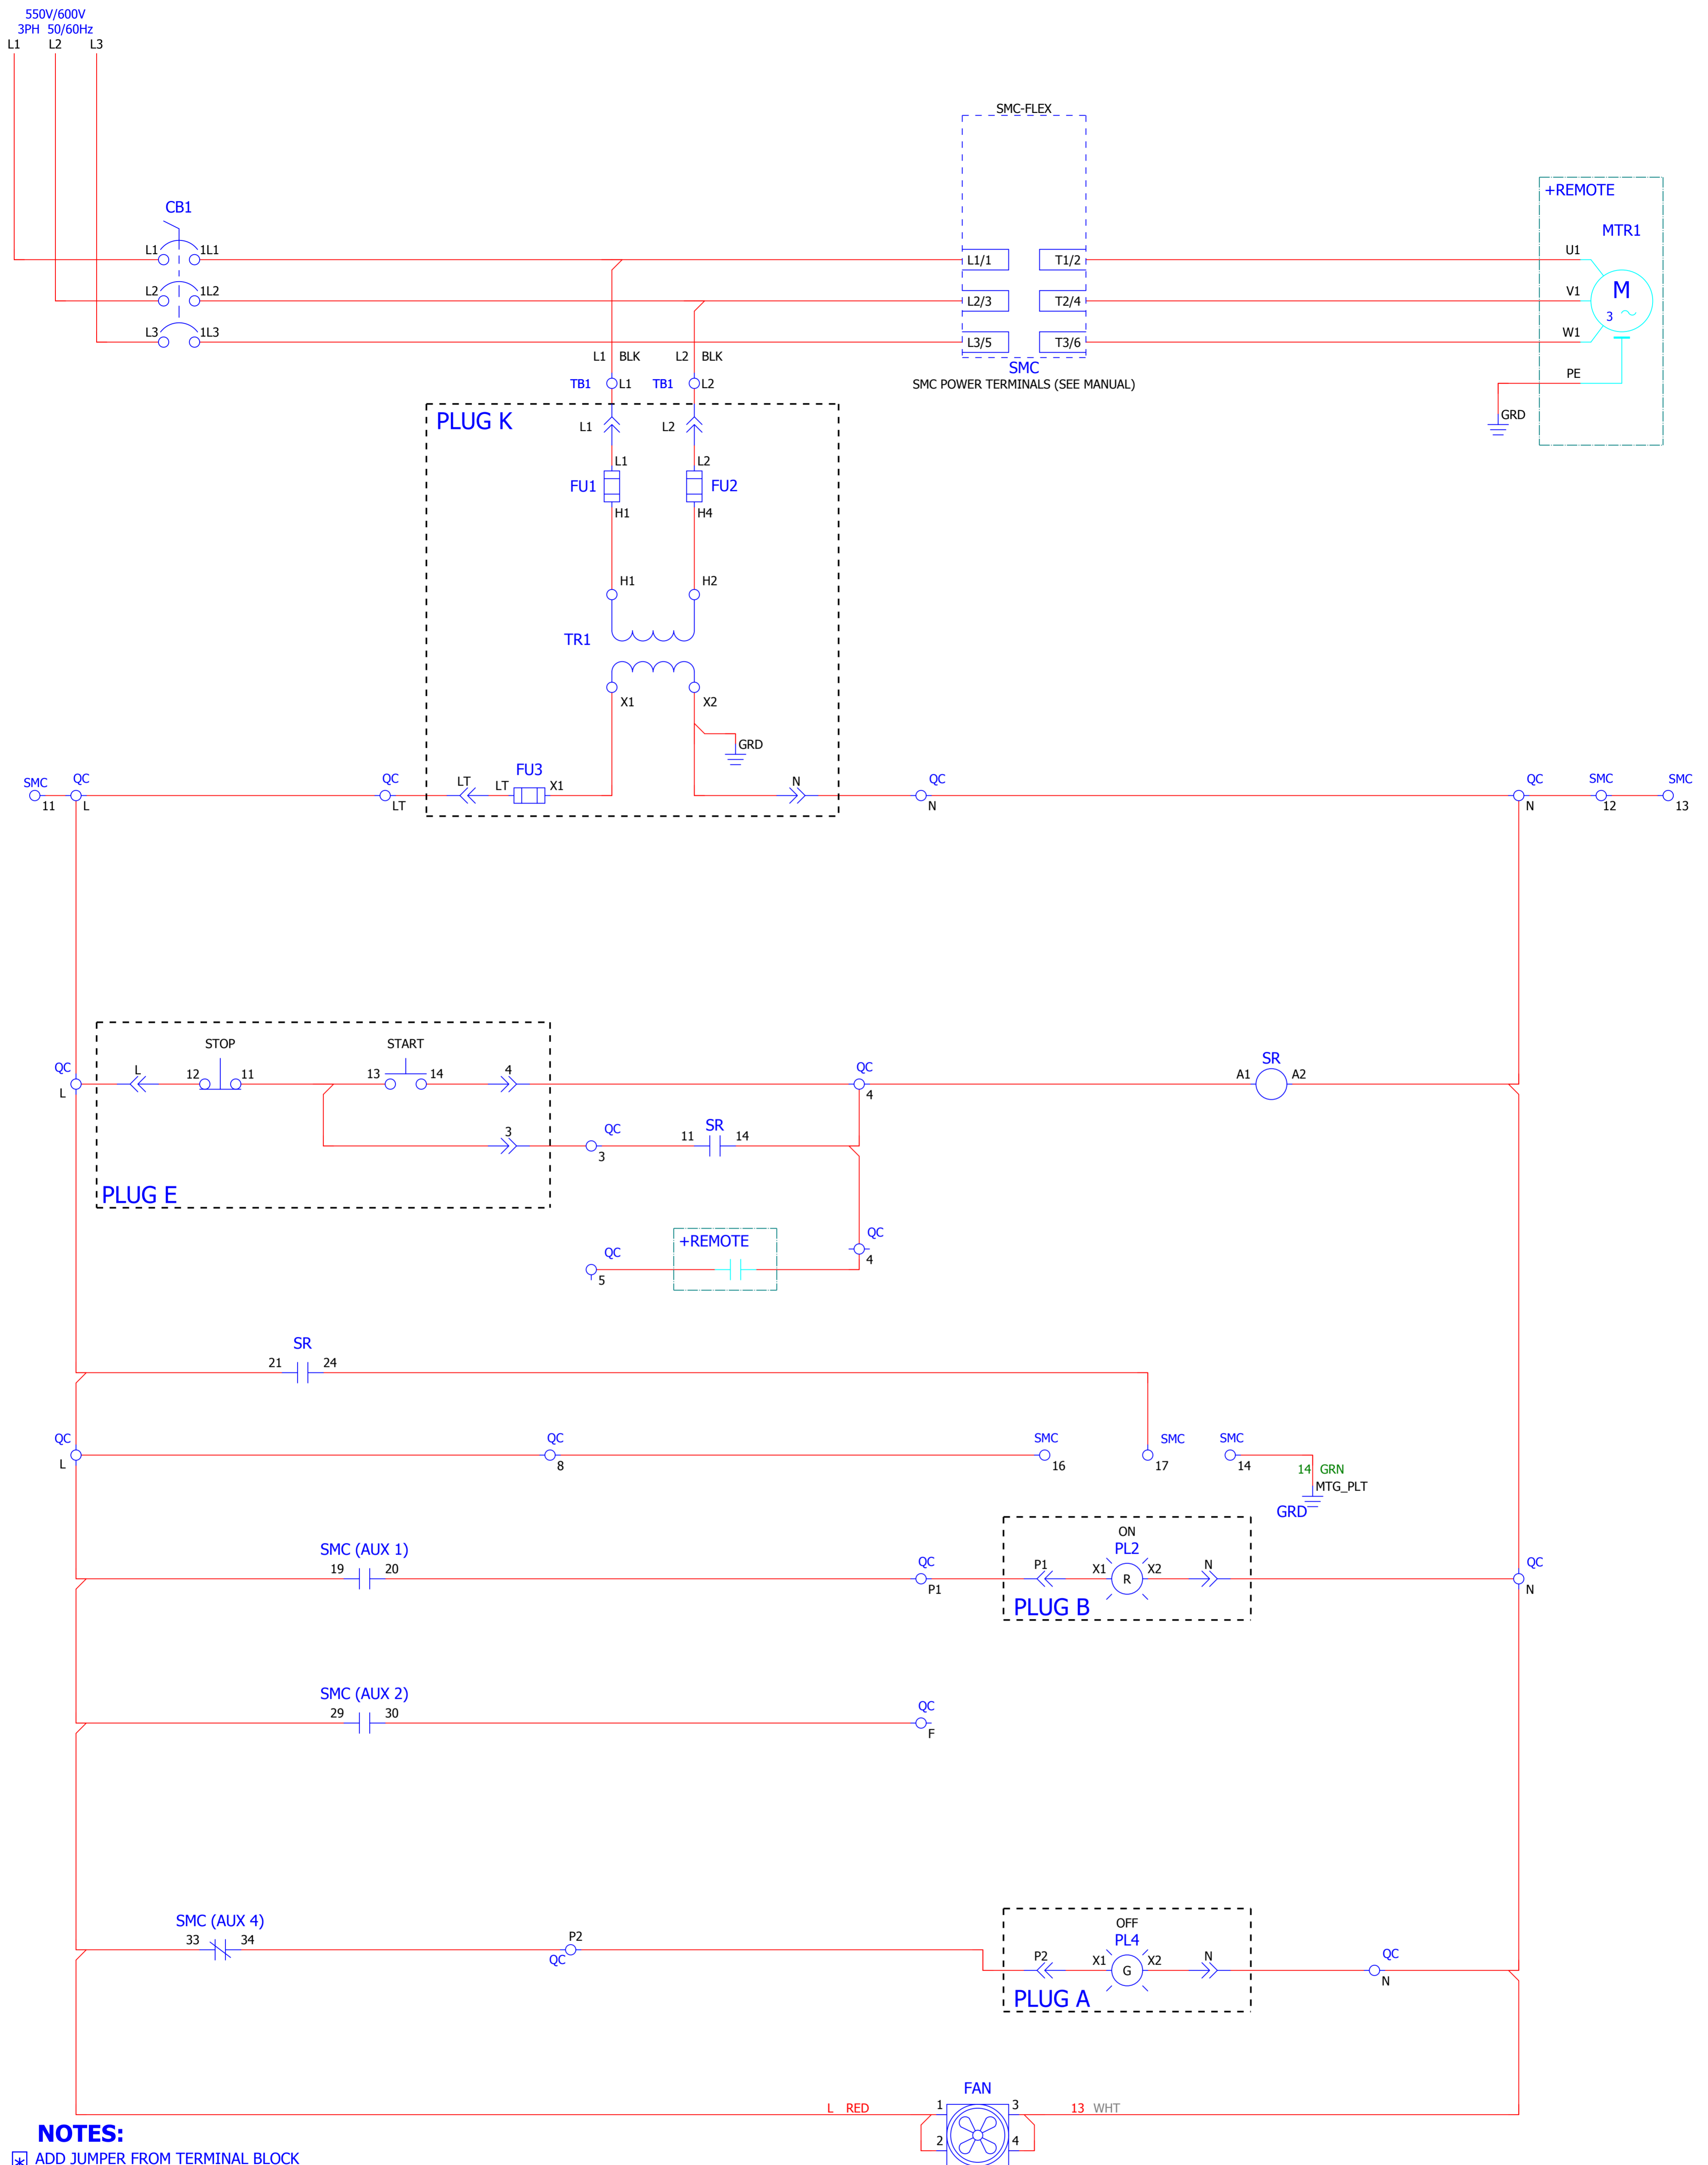 550V/600V
3PH 50/60Hz
L1 L2 L3
SMC-FLEX
+REMOTE
MTR1
CB1
L1 1L1
L1/1 T1/2
U1
L2 1L2
L2/3 T2/4
V1
M
3
L3 1L3
L3/5 T3/6
W1
L1 BLK L2 BLK
SMC
SMC POWER TERMINALS (SEE MANUAL)
PE
TB1 L1 TB1 L2
GRD
PLUG K
L1 L2
L1 L2
FU1 FU2
H1 H4
H1 H2
TR1
X1 X2
GRD
SMC QC QC LT LT FU3 X1 N QC QC SMC SMC
11 L LT N N 12 13
STOP START
QC L 12 11 13 14 4 QC SR
L 4 A1 A2
3 QC 11 SR 14
3
PLUG E
+REMOTE
QC QC
5 4
SR
21 24
QC QC SMC SMC SMC
L 8 16 17 14
14 GRN
MTG_PLT
GRD
ON
SMC (AUX 1) PL2
19 20 QC P1 X1 R X2 N QC
P1 N
PLUG B
SMC (AUX 2)
29 30 QC
F
OFF
SMC (AUX 4) PL4
33 34 P2 P2 X1 G X2 N QC
QC N
PLUG A
FAN
L RED 1 3 13 WHT
2 4
NOTES:
* ADD JUMPER FROM TERMINAL BLOCK